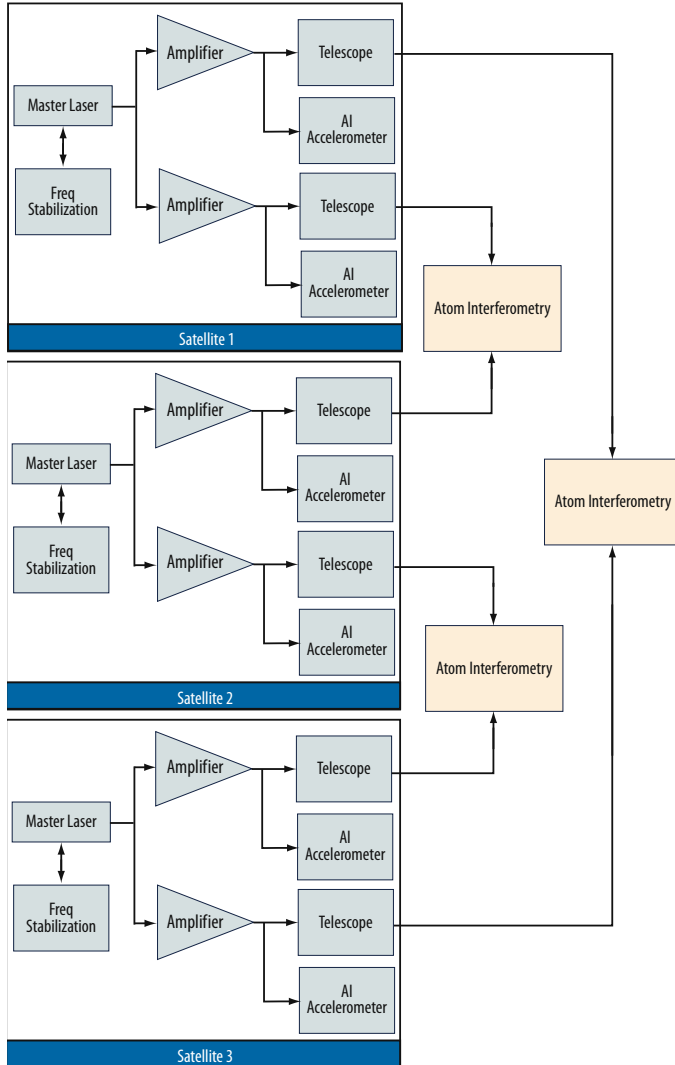 Amplifier
Telescope
Master Laser
AI
Accelerometer
Freq
Stabilization
Amplifier
Telescope
AI
Accelerometer
Atom Interferometry
Satellite 1
Amplifier
Telescope
Master Laser
AI
Accelerometer
Atom Interferometry
Freq
Stabilization
Amplifier
Telescope
AI
Accelerometer
Atom Interferometry
Satellite 2
Amplifier
Telescope
Master Laser
AI
Accelerometer
Freq
Stabilization
Amplifier
Telescope
AI
Accelerometer
Satellite 3